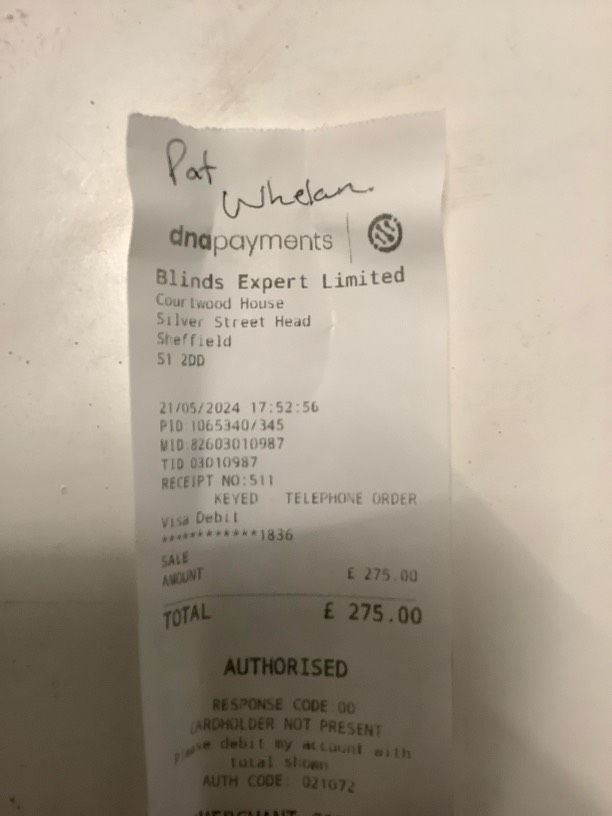 Pat
Whelan.
dnapayments
Blinds Expert Limited
Courtwood House
Silver Street Head
Sheffield
S1 2DD
21/05/2024 17:52:56
PID 1065340/345
MID:82603010987
TID 03010987
RECEIPT NO:511
KEYED TELEPHONE ORDER
Visa Debit
************1836
SALE
AMOUNT £ 275.00
TOTAL £ 275.00
AUTHORISED
RESPONSE CODE 00
CARDHOLDER NOT PRESENT
Please debit my account with
total shown
AUTH CODE: 021072
MERCHANT